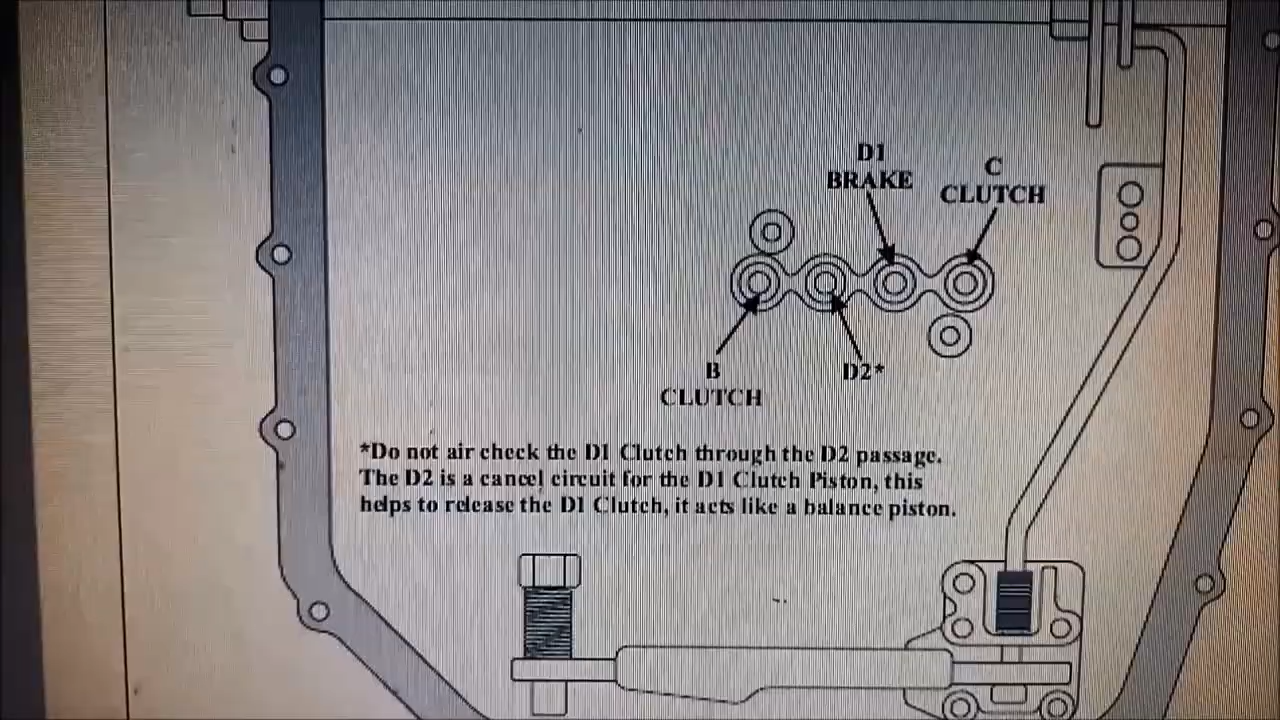 D1
BRAKE
C
CLUTCH
B
CLUTCH
D2*
*Do not air check the D1 Clutch through the D2 passage.
The D2 is a cancel circuit for the D1 Clutch Piston, this
helps to release the D1 Clutch, it acts like a balance piston.